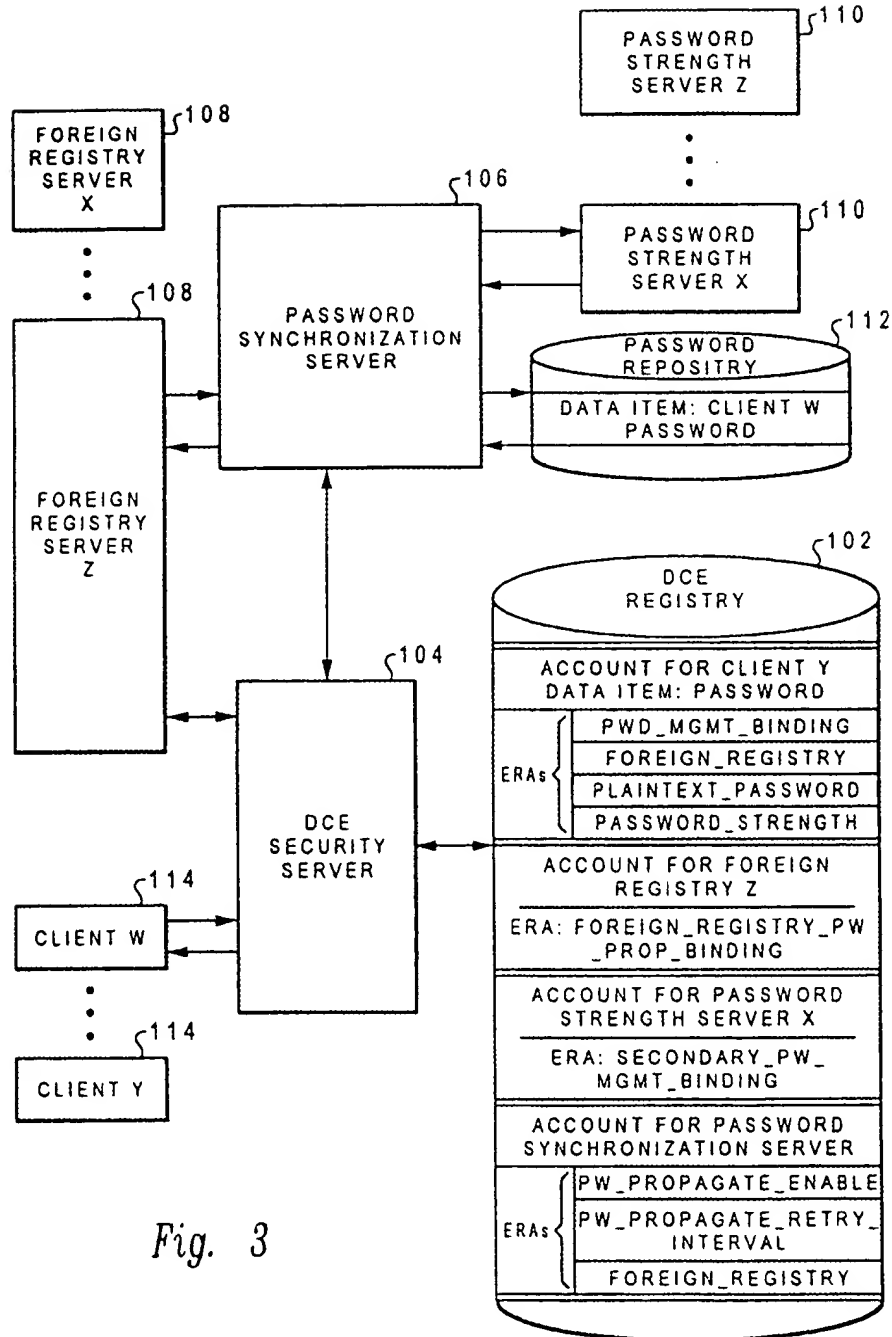 110
PASSWORD
STRENGTH
SERVER Z
108
FOREIGN
REGISTRY
SERVER
X
106
110
PASSWORD
STRENGTH
SERVER X
108
PASSWORD
SYNCHRONIZATION
SERVER
112
PASSWORD
REPOSITRY
DATA ITEM: CLIENT W
PASSWORD
FOREIGN
REGISTRY
SERVER
Z
102
DCE
REGISTRY
104
ACCOUNT FOR CLIENT Y
DATA ITEM: PASSWORD
ERAs
PWD_MGMT_BINDING
FOREIGN_REGISTRY
PLAINTEXT_PASSWORD
PASSWORD_STRENGTH
DCE
SECURITY
SERVER
ACCOUNT FOR FOREIGN
REGISTRY Z
ERA: FOREIGN_REGISTRY_PW
_PROP_BINDING
114
CLIENT W
ACCOUNT FOR PASSWORD
STRENGTH SERVER X
ERA: SECONDARY_PW_
MGMT_BINDING
114
CLIENT Y
ACCOUNT FOR PASSWORD
SYNCHRONIZATION SERVER
ERAs
PW_PROPAGATE_ENABLE
PW_PROPAGATE_RETRY_
INTERVAL
FOREIGN_REGISTRY
Fig. 3